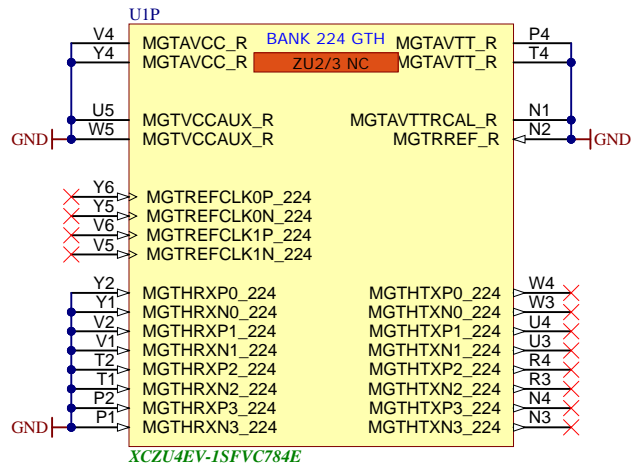 U1P
BANK 224 GTH
ZU2/3 NC
V4 MGTAVCC_R MGTAVTT_R P4
Y4 MGTAVCC_R MGTAVTT_R T4
U5 MGTVCCAUX_R MGTAVTTRCAL_R N1
GND W5 MGTVCCAUX_R MGTRREF_R N2 GND
Y6 MGTREFCLK0P_224
Y5 MGTREFCLK0N_224
V6 MGTREFCLK1P_224
V5 MGTREFCLK1N_224
Y2 MGTHRXP0_224 MGTHTXP0_224 W4
Y1 MGTHRXN0_224 MGTHTXN0_224 W3
V2 MGTHRXP1_224 MGTHTXP1_224 U4
V1 MGTHRXN1_224 MGTHTXN1_224 U3
T2 MGTHRXP2_224 MGTHTXP2_224 R4
T1 MGTHRXN2_224 MGTHTXN2_224 R3
P2 MGTHRXP3_224 MGTHTXP3_224 N4
GND P1 MGTHRXN3_224 MGTHTXN3_224 N3
XCZU4EV-1SFVC784E